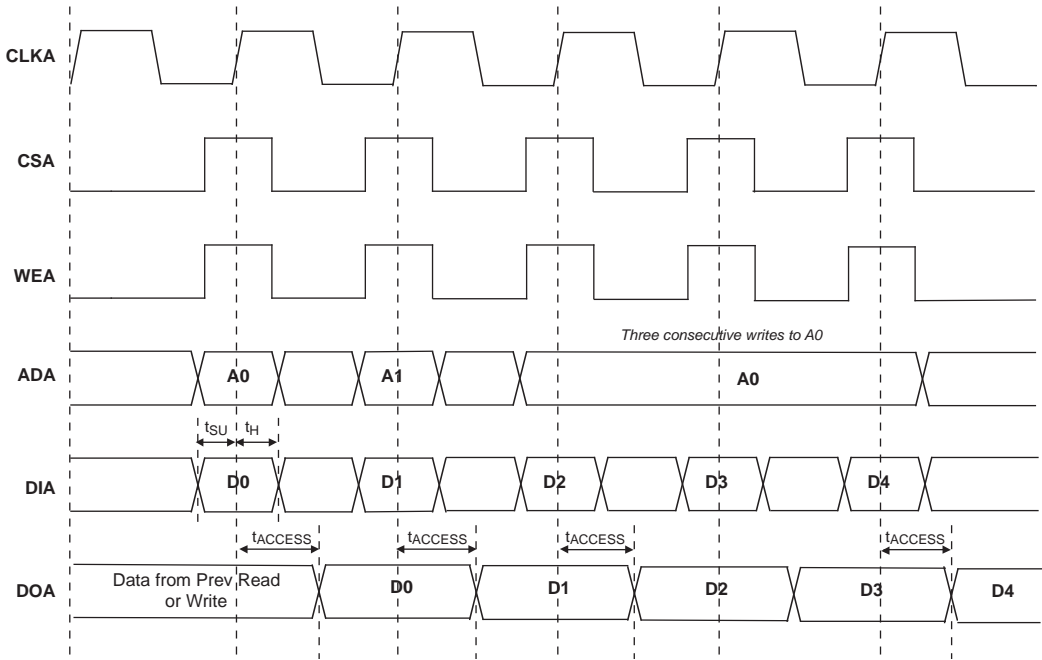 CLKA
CSA
WEA
Three consecutive writes to A0
ADA A0 A1 A0
tSU tH
DIA D0 D1 D2 D3 D4
tACCESS tACCESS tACCESS tACCESS
DOA Data from Prev Read
or Write D0 D1 D2 D3 D4